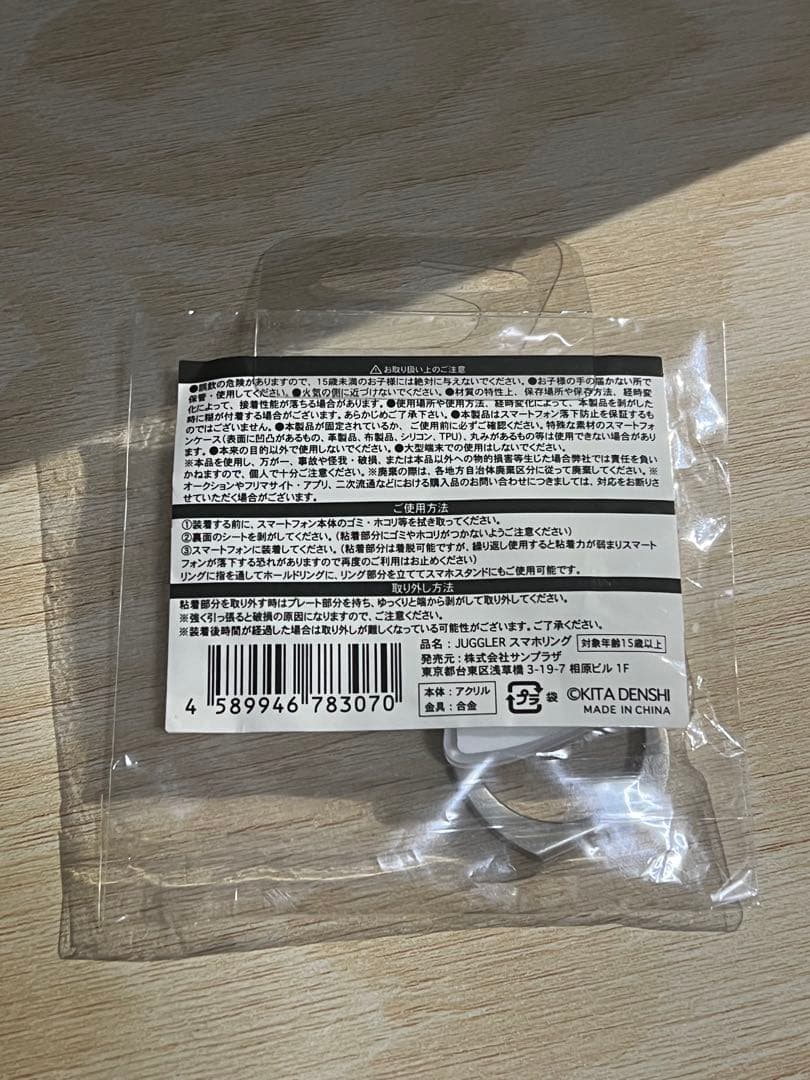 ⚠お取り扱い上のご注意
●誤飲の危険がありますので、15歳未満のお子様には絶対に与えないでください。●お子様の手の届かない所で
保管・使用してください。●火気の側に近づけないでください。●材質の特性上、保存場所や保存方法、経時変
化によって、接着性能が落ちる場合があります。●使用場所や使用方法、経時変化によって、本製品を剥がした
時に糊が付着する場合がございます。あらかじめご了承下さい。●本製品はスマートフォン落下防止を保証するも
のではございません。●本製品が固定されているか、ご使用前に必ずご確認ください。特殊な素材のスマートフォ
ンケース(表面に凹凸があるもの、革製品、布製品、シリコン、TPU)、丸みがあるもの等は使用できない場合があり
ます。●本来の目的以外で使用しないでください。●大型端末での使用はしないでください。
※本品を使用し、万が一、事故や怪我・破損、または本品以外への物的損害等生じた場合弊社では責任を負い
かねますので、個人で十分ご注意ください。※廃棄の際は、各地方自治体廃棄区分に従って廃棄してください。※
オークションやフリマサイト・アプリ、二次流通などにおける購入品のお問い合わせにつきましては、対応をお断りさ
せていただく場合がございます。
ご使用方法
①装着する前に、スマートフォン本体のゴミ・ホコリ等を拭き取ってください。
②裏面のシートを剥がしてください。(粘着部分にゴミやホコリがつかないようご注意ください)
③スマートフォンに装着してください。(粘着部分は着脱可能ですが、繰り返し使用すると粘着力が弱まりスマート
フォンが落下する恐れがありますので再度のご利用はお止めください)
リングに指を通してホールドリングに、リング部分を立ててスマホスタンドにもご使用可能です。
取り外し方法
粘着部分を取り外す時はプレート部分を持ち、ゆっくりと端から剥がして取り外してください。
※強く引っ張ると破損の原因になりますので、ご注意ください。
※装着後時間が経過した場合は取り外しが難しくなっている可能性がございます。ご了承ください。
品名：JUGGLER スマホリング 対象年齢15歳以上
発売元：株式会社サンプラザ
東京都台東区浅草橋 3-19-7 相原ビル 1F
本体：アクリル
金具：合金
プラ 袋
©KITA DENSHI
MADE IN CHINA
4 589946 783070